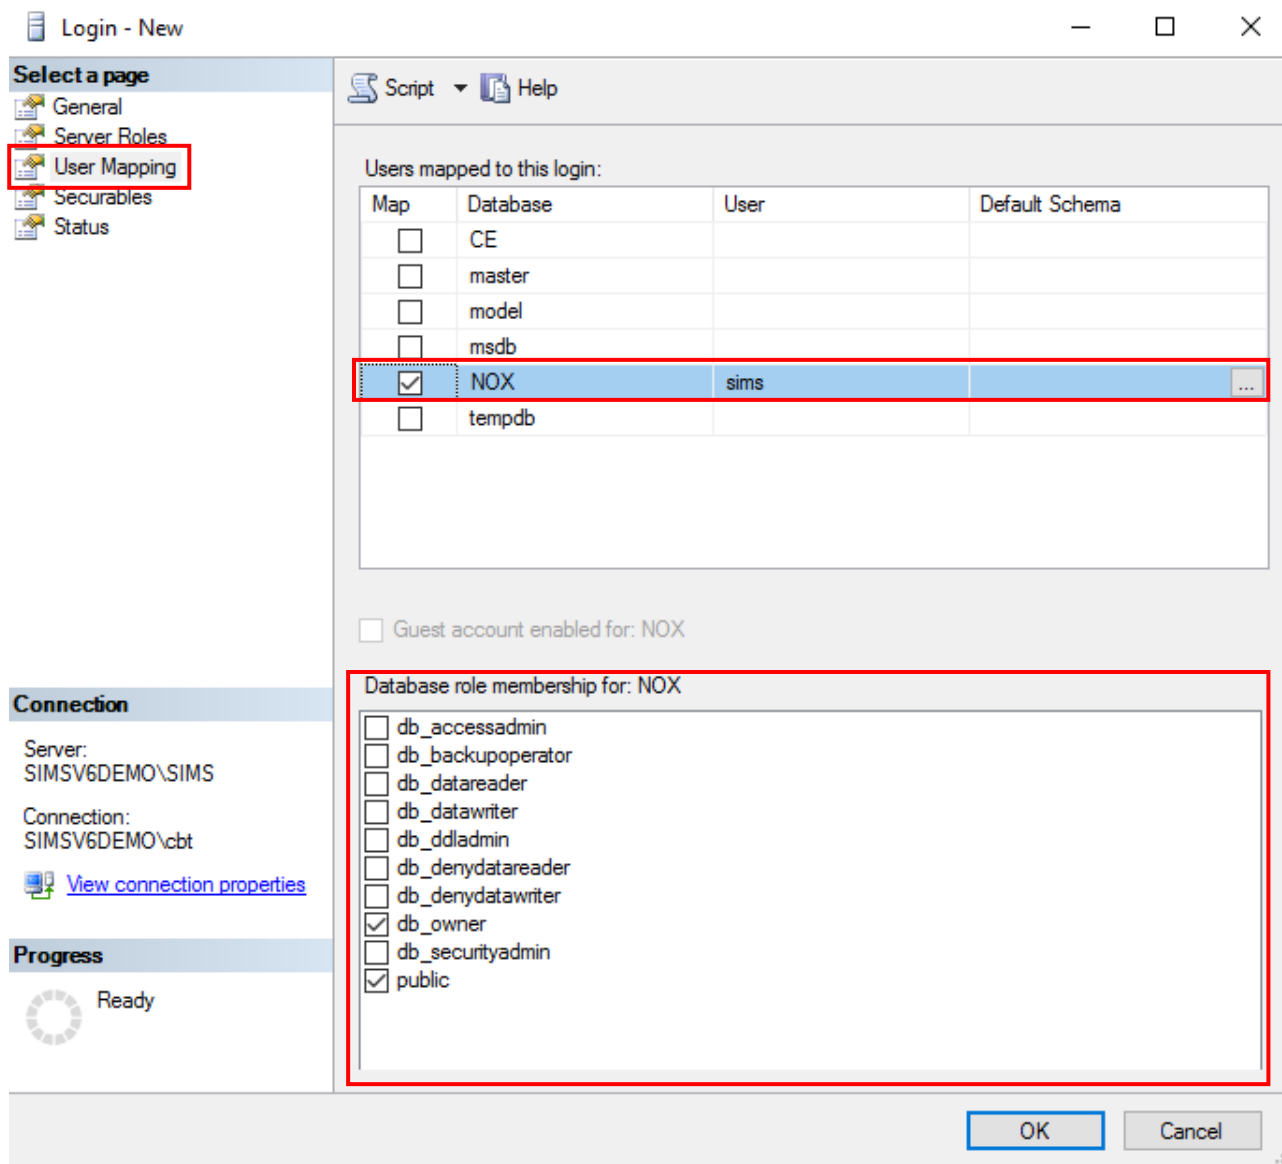 Login - New
Select a page
General
Server Roles
User Mapping
Securables
Status
Script
Help
Users mapped to this login:
Map Database User Default Schema
CE
master
model
msdb
NOX sims ...
tempdb
Guest account enabled for: NOX
Database role membership for: NOX
db_accessadmin
db_backupoperator
db_datareader
db_datawriter
db_ddladmin
db_denydatareader
db_denydatawriter
db_owner
db_securityadmin
public
Connection
Server:
SIMSV6DEMO\SIMS
Connection:
SIMSV6DEMO\cbt
View connection properties
Progress
Ready
OK Cancel